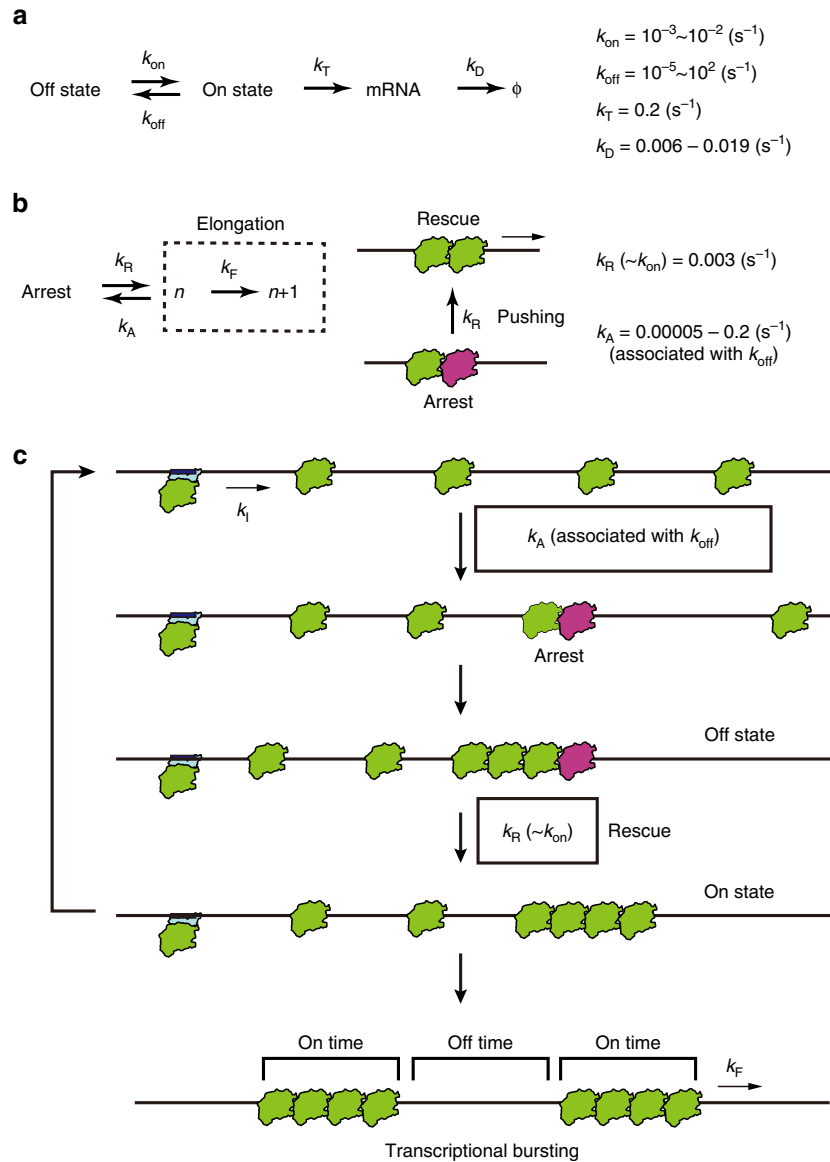 a
Off state
k_on
k_off
On state
k_T
mRNA
k_D
ϕ
k_on = 10⁻³~10⁻² (s⁻¹)
k_off = 10⁻⁵~10² (s⁻¹)
k_T = 0.2 (s⁻¹)
k_D = 0.006 – 0.019 (s⁻¹)
b
Arrest
k_R
k_A
Elongation
n
k_F
n+1
Rescue
k_R
Pushing
Arrest
k_R (~k_on) = 0.003 (s⁻¹)
k_A = 0.00005 – 0.2 (s⁻¹)
(associated with k_off)
c
k_I
k_A (associated with k_off)
Arrest
Off state
k_R (~k_on)
Rescue
On state
On time
Off time
On time
k_F
Transcriptional bursting